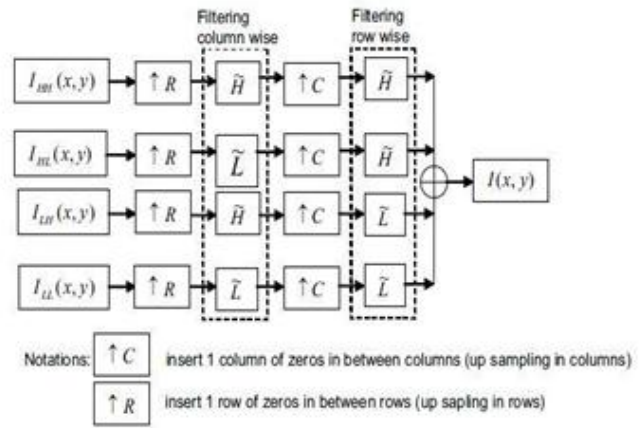 Filtering column wise
Filtering row wise
I_HH(x, y) ↑ R H̃ ↑ C H̃
I_HL(x, y) ↑ R L̃ ↑ C H̃
I(x, y)
I_LH(x, y) ↑ R H̃ ↑ C L̃
I_LL(x, y) ↑ R L̃ ↑ C L̃
Notations: ↑ C insert 1 column of zeros in between columns (up sampling in columns)
↑ R insert 1 row of zeros in between rows (up sapling in rows)